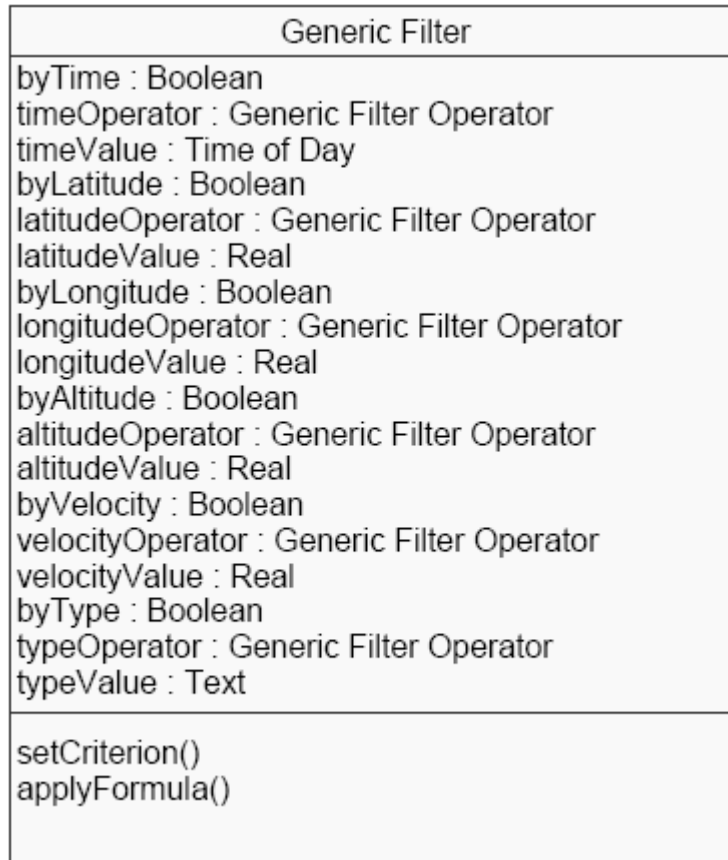 Generic Filter
byTime : Boolean
timeOperator : Generic Filter Operator
timeValue : Time of Day
byLatitude : Boolean
latitudeOperator : Generic Filter Operator
latitudeValue : Real
byLongitude : Boolean
longitudeOperator : Generic Filter Operator
longitudeValue : Real
byAltitude : Boolean
altitudeOperator : Generic Filter Operator
altitudeValue : Real
byVelocity : Boolean
velocityOperator : Generic Filter Operator
velocityValue : Real
byType : Boolean
typeOperator : Generic Filter Operator
typeValue : Text
setCriterion()
applyFormula()